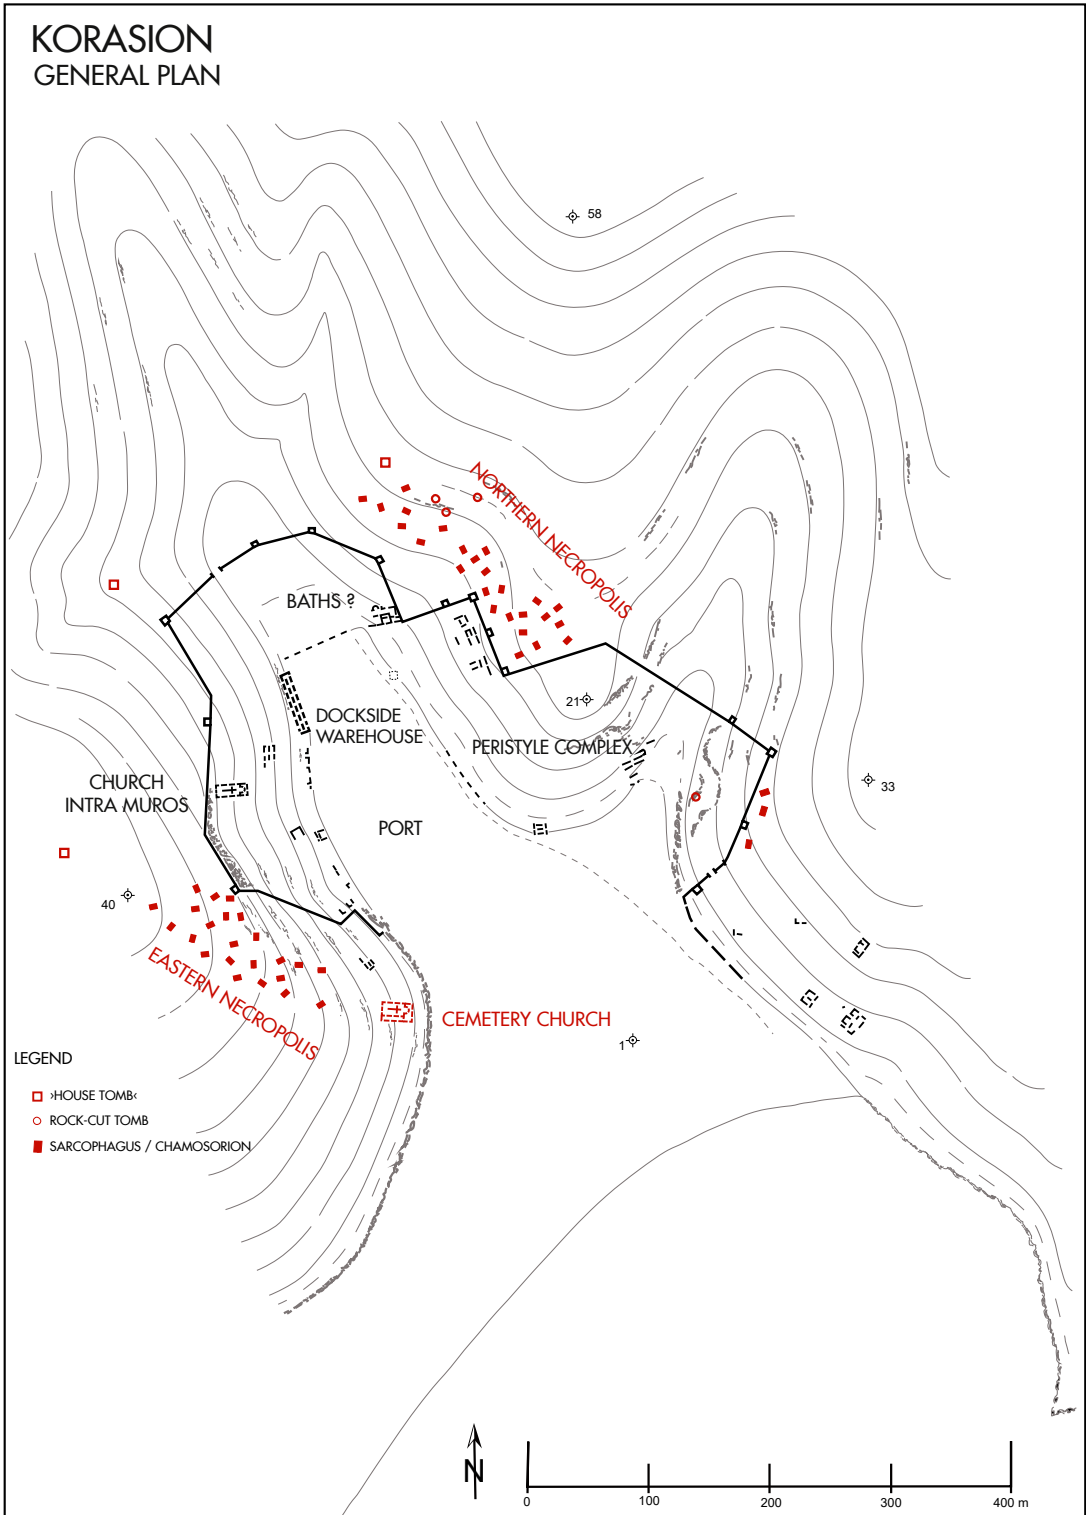 KORASION
GENERAL PLAN
58
NORTHERN NECROPOLIS
BATHS ?
21
DOCKSIDE
WAREHOUSE
PERISTYLE COMPLEX
33
CHURCH
INTRA MUROS
PORT
40
EASTERN NECROPOLIS
CEMETERY CHURCH
1
LEGEND
›HOUSE TOMB‹
ROCK-CUT TOMB
SARCOPHAGUS / CHAMOSORION
N
0 100 200 300 400 m